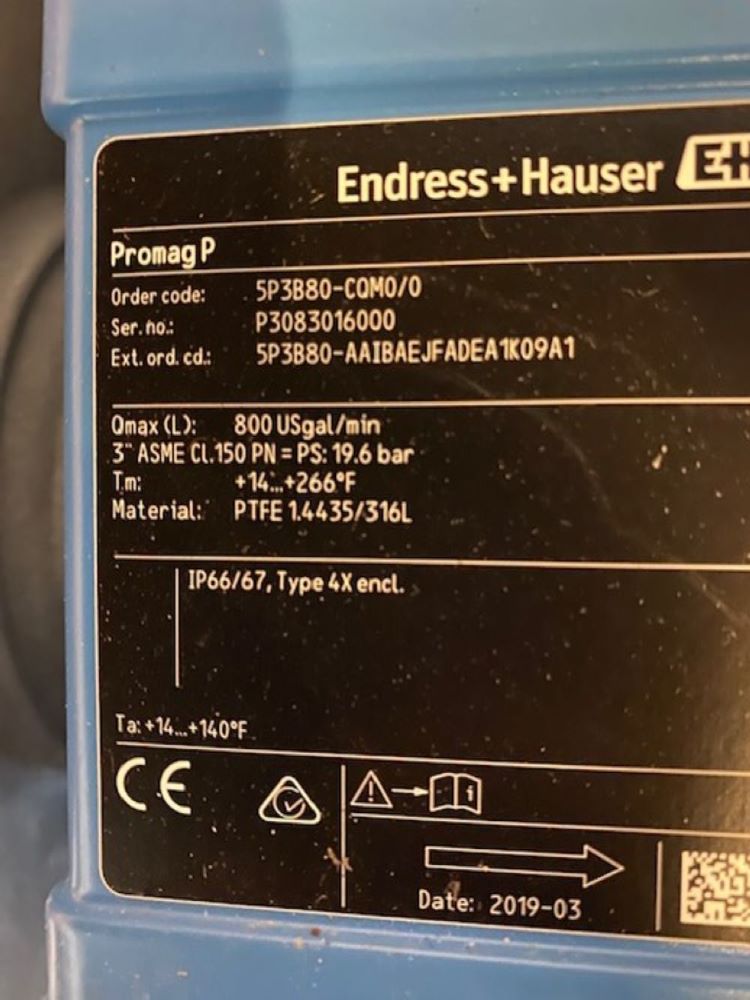 Endress+Hauser EH
Promag P
Order code: 5P3B80-CQM0/0
Ser. no.: P3083016000
Ext. ord. cd.: 5P3B80-AAIBAEJFADEA1K09A1
Qmax (L): 800 USgal/min
3" ASME Cl.150 PN = PS: 19.6 bar
Tm: +14...+266°F
Material: PTFE 1.4435/316L
IP66/67, Type 4X encl.
Ta: +14...+140°F
CE
i
Date: 2019-03